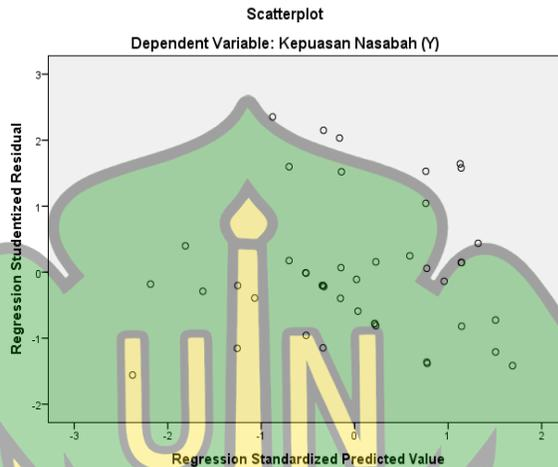 Scatterplot
Dependent Variable: Kepuasan Nasabah (Y)
Regression Studentized Residual
3
2
1
0
-1
-2
-3
-2
-1
0
1
2
Regression Standardized Predicted Value
UIN